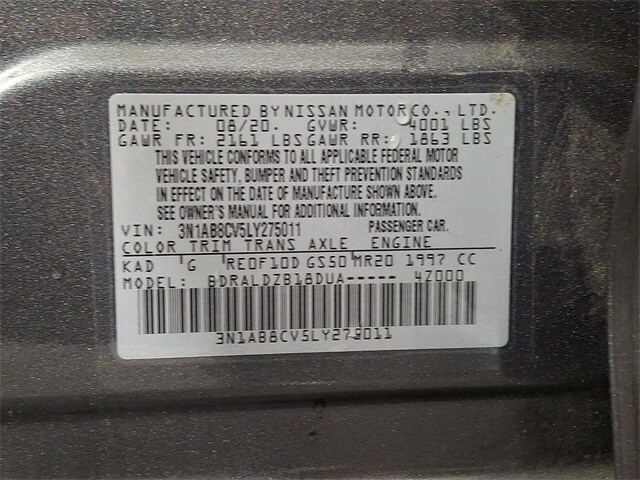 MANUFACTURED BY NISSAN MOTOR CO., LTD.
DATE: 08/20. GVWR: 4001 LBS
GAWR FR: 2161 LBS GAWR RR: 1863 LBS
THIS VEHICLE CONFORMS TO ALL APPLICABLE FEDERAL MOTOR
VEHICLE SAFETY, BUMPER AND THEFT PREVENTION STANDARDS
IN EFFECT ON THE DATE OF MANUFACTURE SHOWN ABOVE.
SEE OWNER'S MANUAL FOR ADDITIONAL INFORMATION.
VIN: 3N1AB8CV5LY275011 PASSENGER CAR.
COLOR TRIM TRANS AXLE ENGINE
KAD G RE0F10D GS50 MR20 1997 CC
MODEL: BDRALDZB18DUA----- 4Z000
3N1AB8CV5LY275011